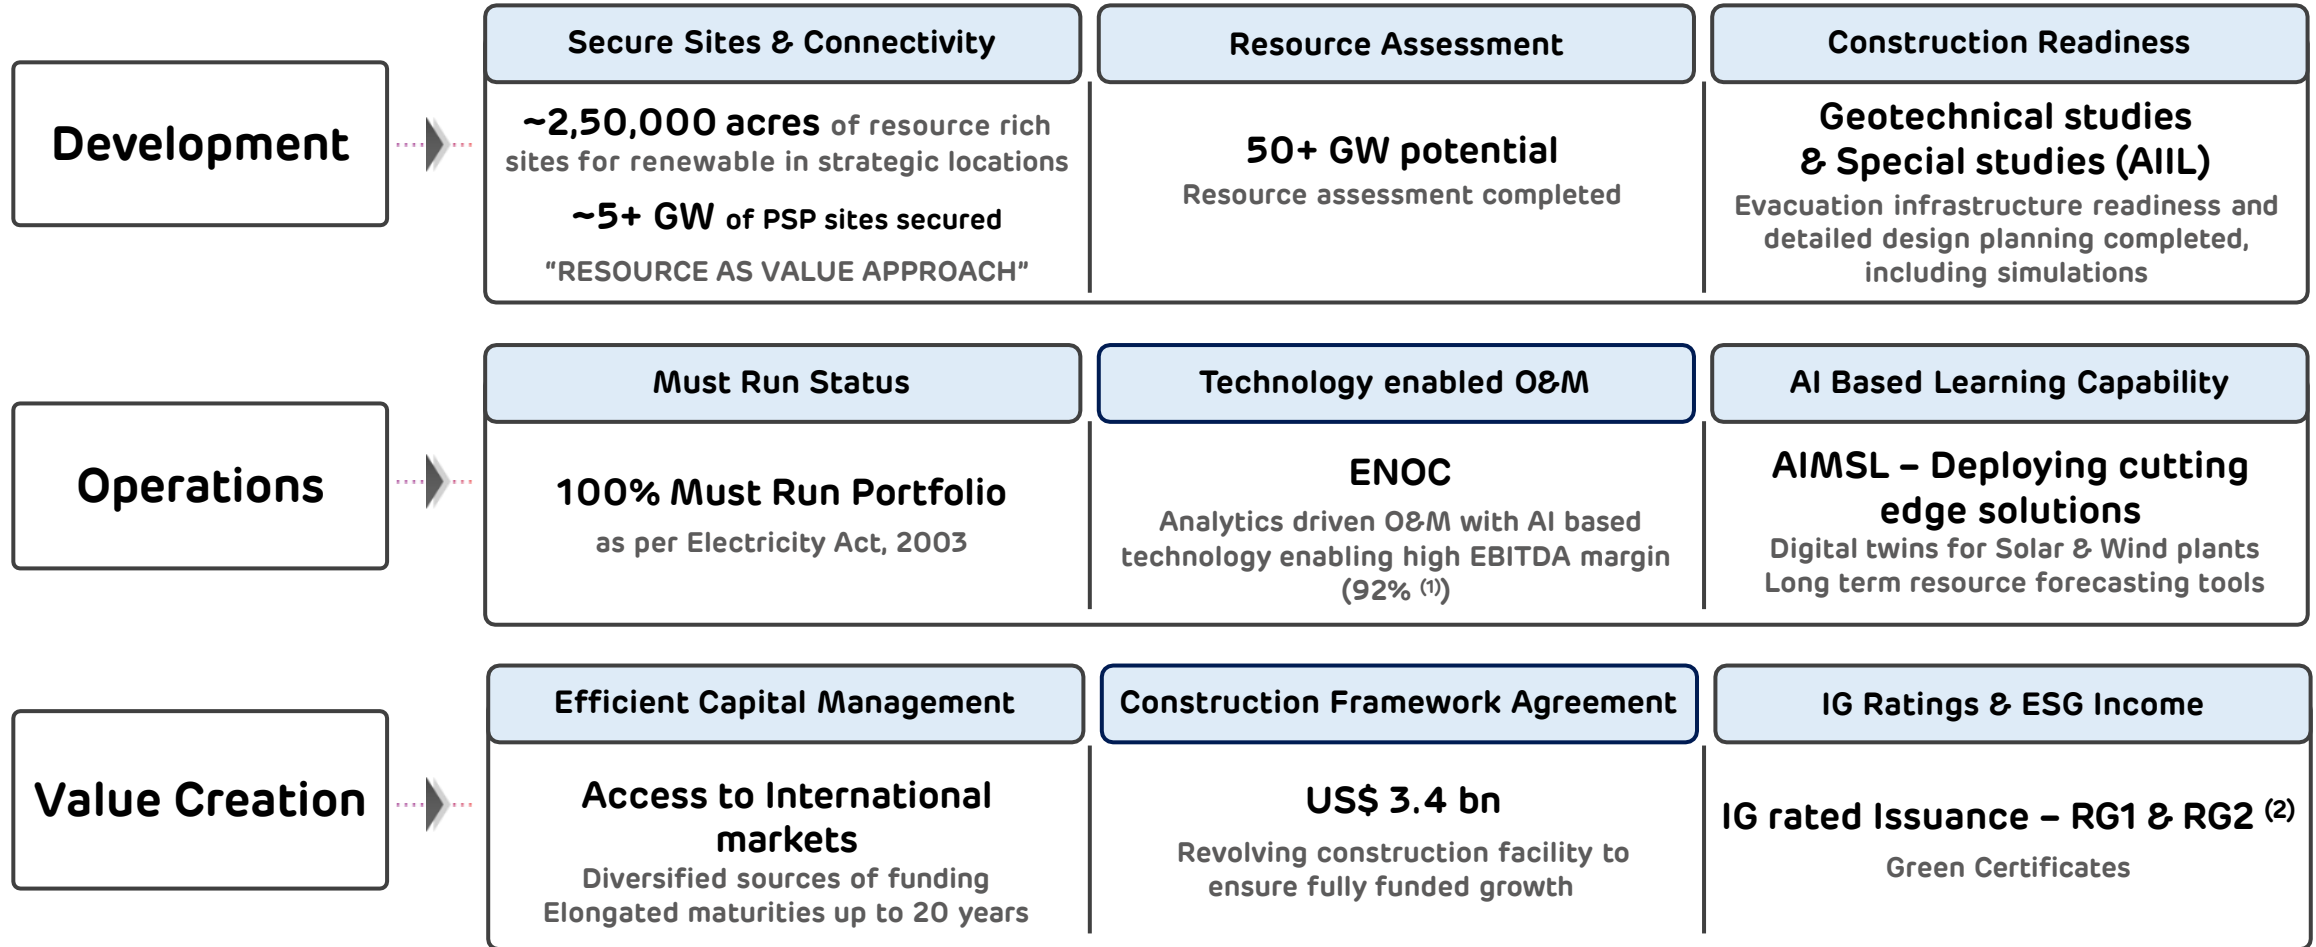 Development
Secure Sites & Connectivity
~2,50,000 acres of resource rich
sites for renewable in strategic locations
~5+ GW of PSP sites secured
“RESOURCE AS VALUE APPROACH”
Resource Assessment
50+ GW potential
Resource assessment completed
Construction Readiness
Geotechnical studies
& Special studies (AIIL)
Evacuation infrastructure readiness and
detailed design planning completed,
including simulations
Operations
Must Run Status
100% Must Run Portfolio
as per Electricity Act, 2003
Technology enabled O&M
ENOC
Analytics driven O&M with AI based
technology enabling high EBITDA margin
(92% (1))
AI Based Learning Capability
AIMSL – Deploying cutting
edge solutions
Digital twins for Solar & Wind plants
Long term resource forecasting tools
Value Creation
Efficient Capital Management
Access to International
markets
Diversified sources of funding
Elongated maturities up to 20 years
Construction Framework Agreement
US$ 3.4 bn
Revolving construction facility to
ensure fully funded growth
IG Ratings & ESG Income
IG rated Issuance – RG1 & RG2 (2)
Green Certificates